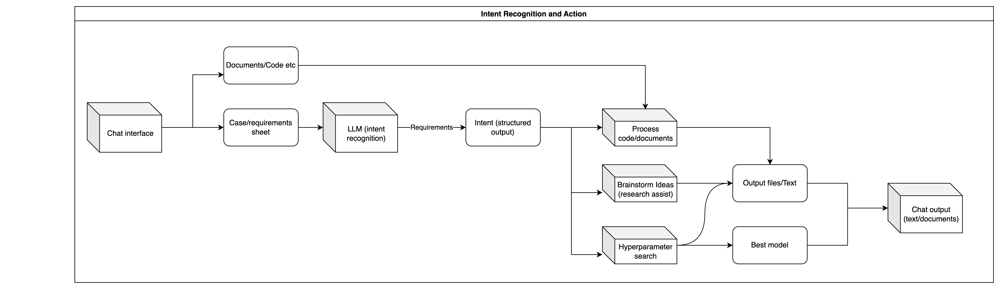 Intent Recognition and Action
Documents/Code etc
Chat interface
Case/requirements
sheet
LLM (intent
recognition)
Requirements
Intent (structured
output)
Process
code/documents
Brainstorm Ideas
(research assist)
Output files/Text
Hyperparameter
search
Best model
Chat output
(text/documents)